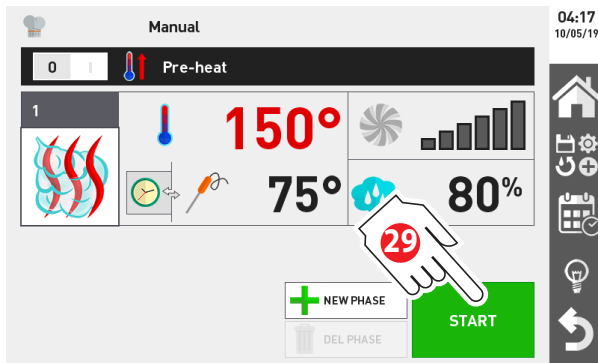 Manual
04:17
10/05/19
0 I Pre-heat
1
150°
75° 80%
29
NEW PHASE
START
DEL PHASE